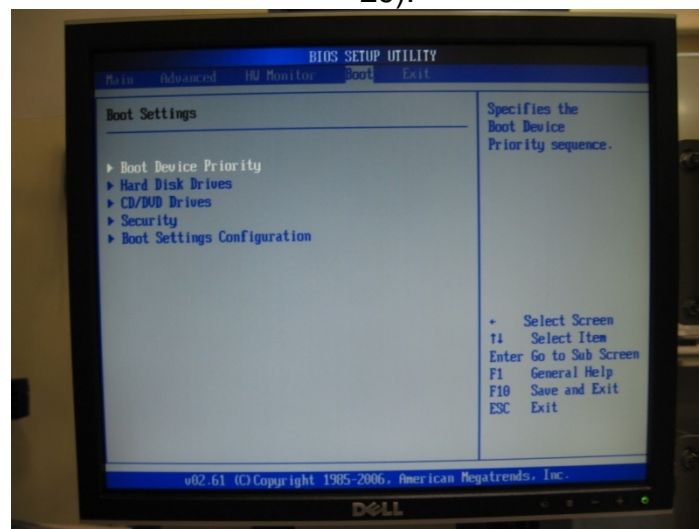 26).
BIOS SETUP UTILITY
Main Advanced HW Monitor Boot Exit
Boot Settings
▶ Boot Device Priority
▶ Hard Disk Drives
▶ CD/DVD Drives
▶ Security
▶ Boot Settings Configuration
Specifies the
Boot Device
Priority sequence.
← Select Screen
↑↓ Select Item
Enter Go to Sub Screen
F1 General Help
F10 Save and Exit
ESC Exit
v02.61 (C)Copyright 1985-2006, American Megatrends, Inc.
DELL